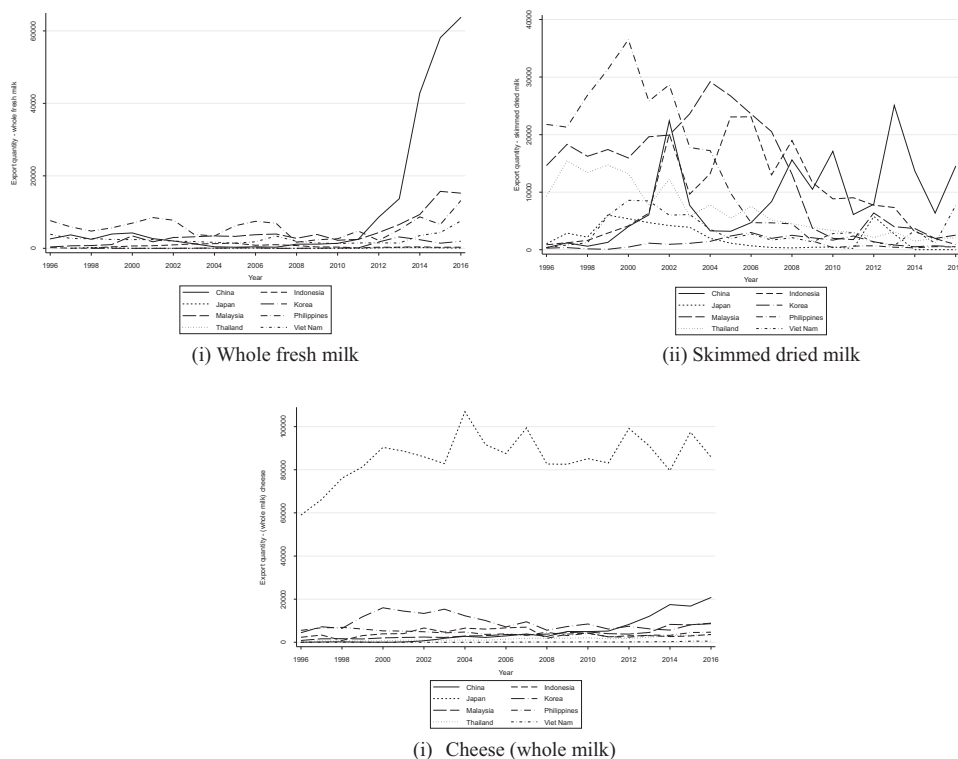 Export quantity - whole fresh milk
60000
40000
20000
0
1996 1998 2000 2002 2004 2006 2008 2010 2012 2014 2016
Year
China Indonesia
Japan Korea
Malaysia Philippines
Thailand Viet Nam
(i) Whole fresh milk
Export quantity - skimmed dried milk
40000
30000
20000
10000
0
1996 1998 2000 2002 2004 2006 2008 2010 2012 2014 2016
Year
China Indonesia
Japan Korea
Malaysia Philippines
Thailand Viet Nam
(ii) Skimmed dried milk
Export quantity - (whole milk) cheese
100000
80000
60000
40000
20000
0
1996 1998 2000 2002 2004 2006 2008 2010 2012 2014 2016
Year
China Indonesia
Japan Korea
Malaysia Philippines
Thailand Viet Nam
(i) Cheese (whole milk)